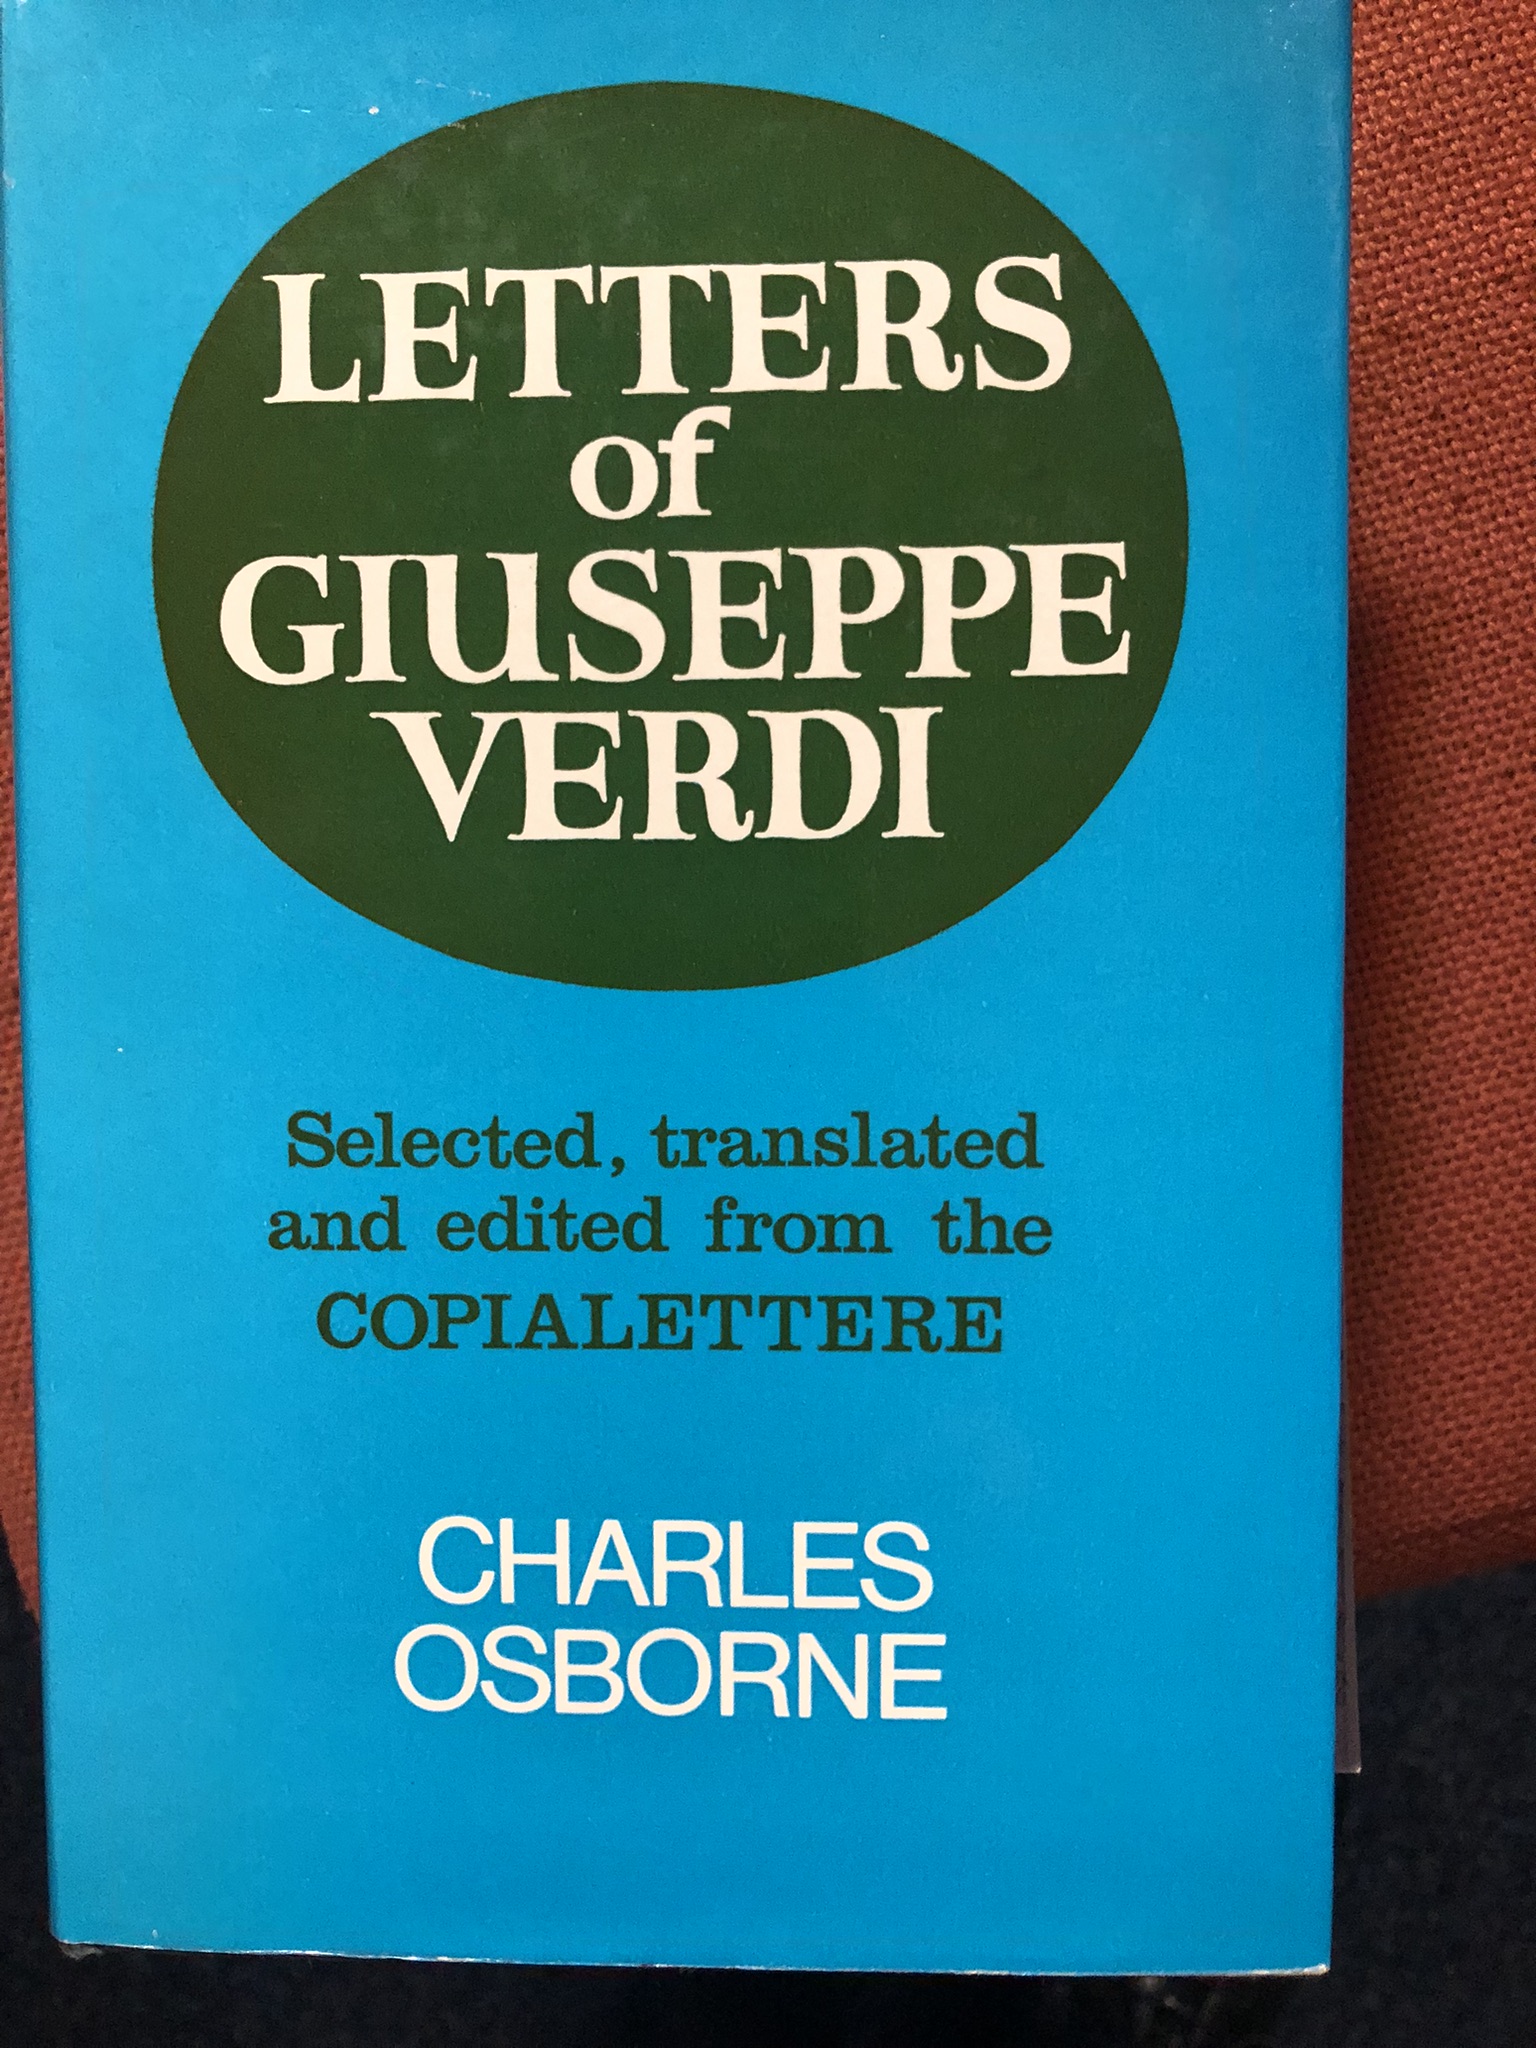 LETTERS
of
GIUSEPPE
VERDI
Selected, translated
and edited from the
COPIALETTERE
CHARLES
OSBORNE